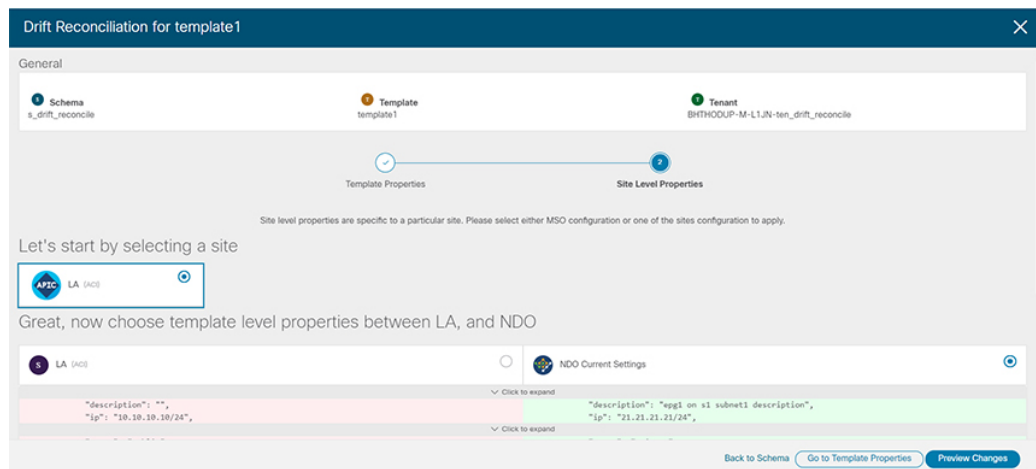 Drift Reconciliation for template1
General
S Schema
s_drift_reconcile
T Template
template1
T Tenant
BHTHODUP-M-L1JN-ten_drift_reconcile
2
Template Properties
Site Level Properties
Site level properties are specific to a particular site. Please select either MSO configuration or one of the sites configuration to apply.
Let's start by selecting a site
APIC LA (ACI)
Great, now choose template level properties between LA, and NDO
S LA (ACI)
NDO Current Settings
Click to expand
"description": "", "description": "epg1 on s1 subnet1 description",
"ip": "10.10.10.10/24", "ip": "21.21.21.21/24",
Click to expand
Back to Schema Go to Template Properties Preview Changes